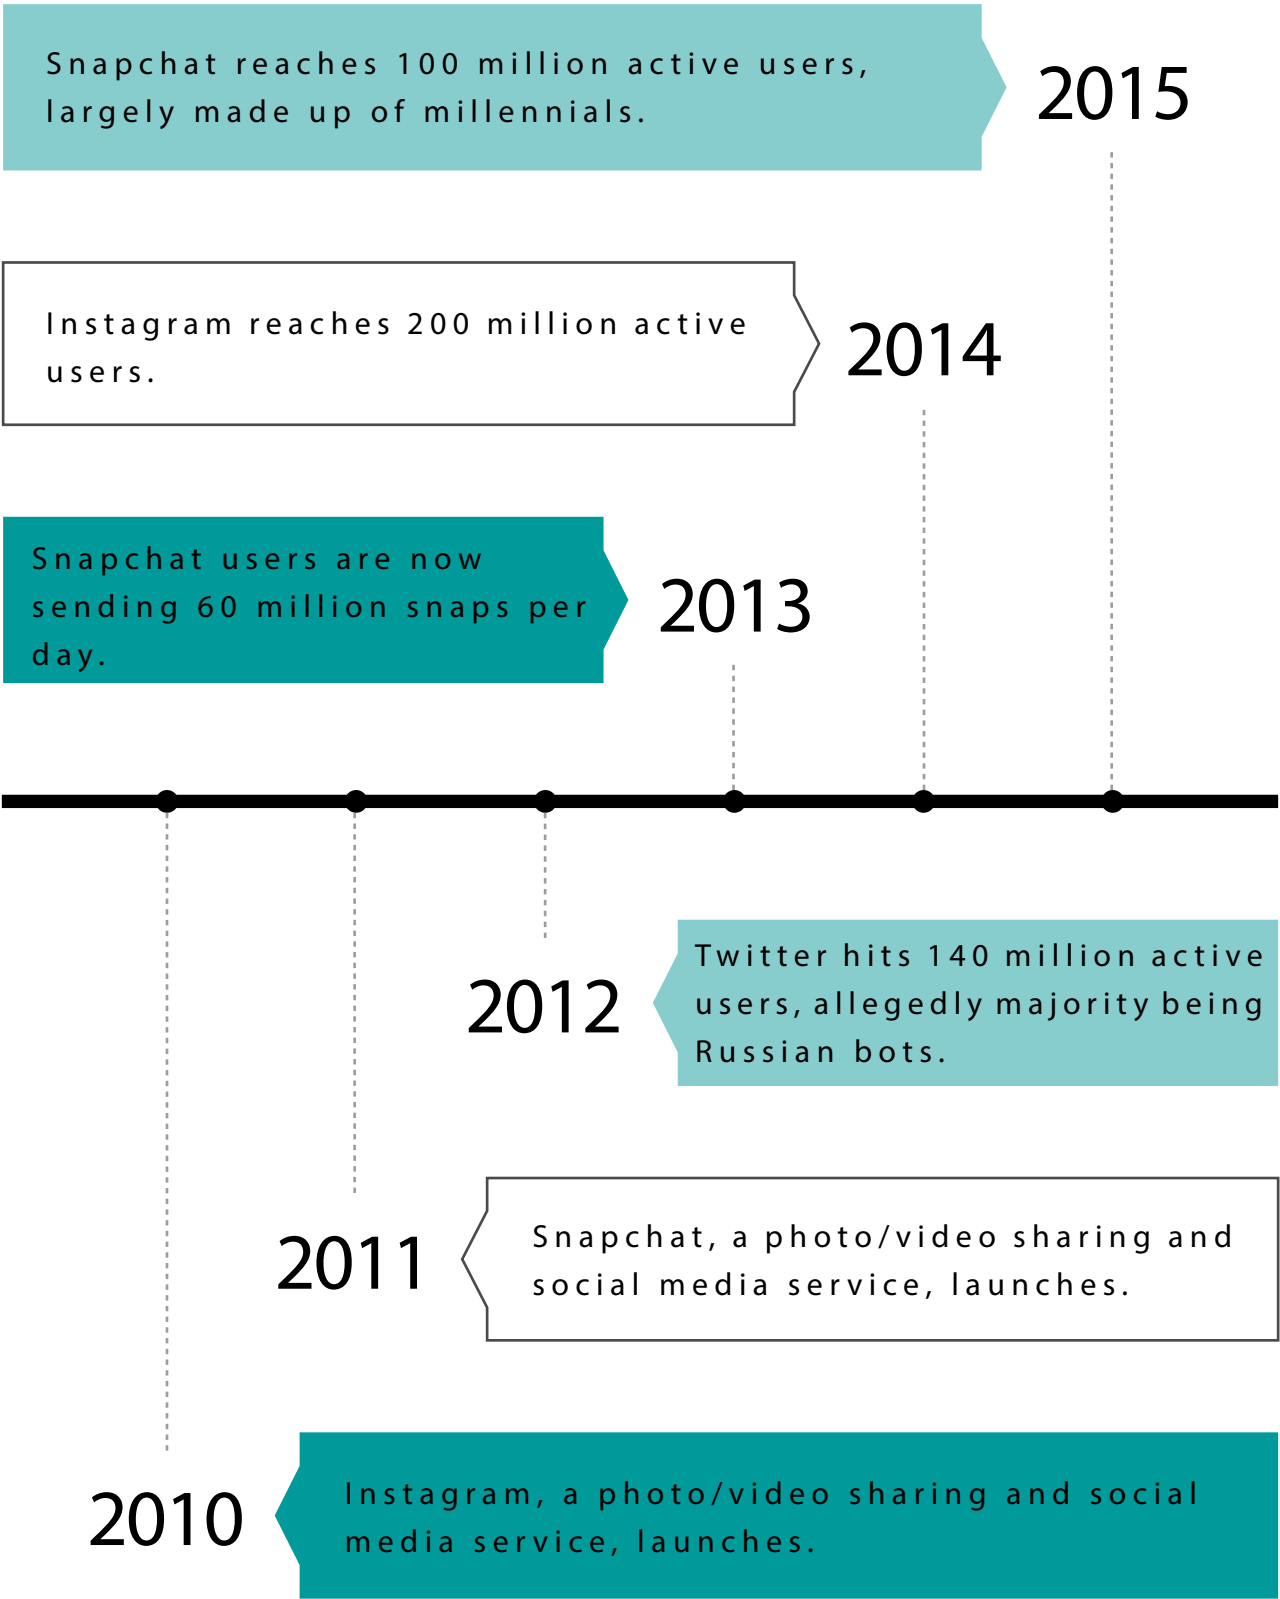 Snapchat reaches 100 million active users,
largely made up of millennials.
2015
Instagram reaches 200 million active
users.
2014
Snapchat users are now
sending 60 million snaps per
day.
2013
2012
Twitter hits 140 million active
users, allegedly majority being
Russian bots.
2011
Snapchat, a photo/video sharing and
social media service, launches.
2010
Instagram, a photo/video sharing and social
media service, launches.